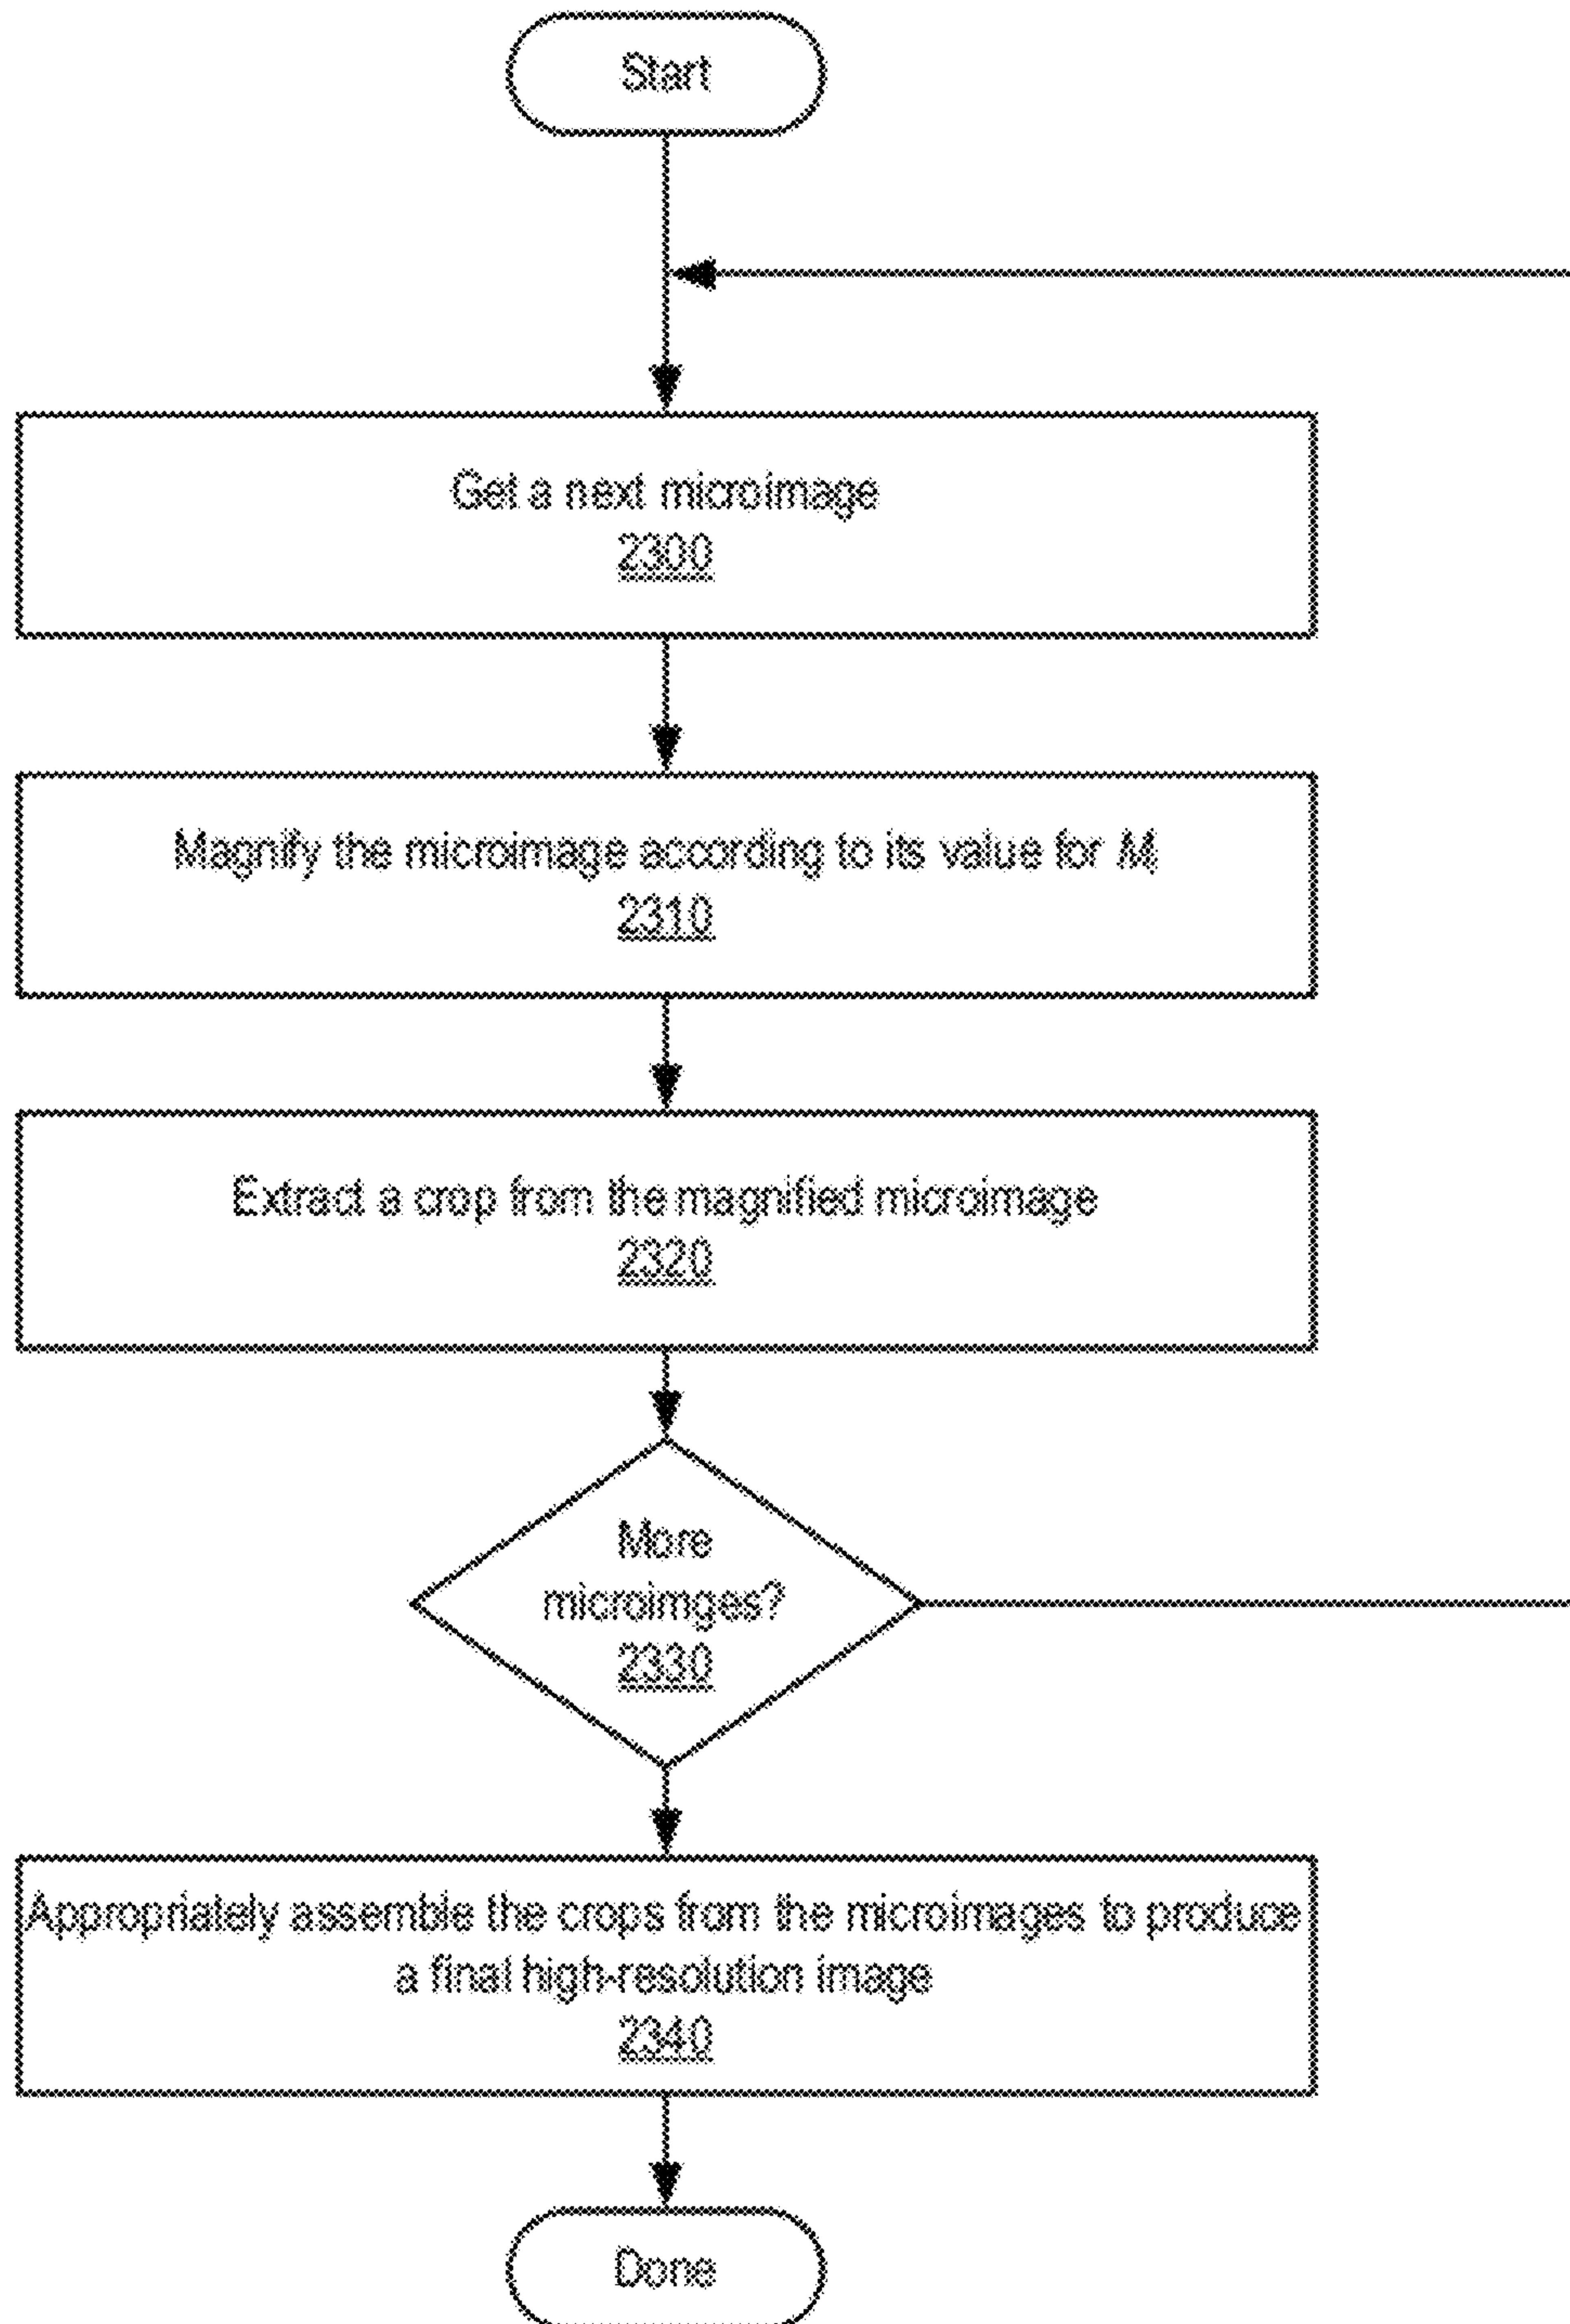 Start
Get a next microimage
2300
Magnify the microimage according to its value for Mi
2310
Extract a crop from the magnified microimage
2320
More
microimges?
2330
Appropriately assemble the crops from the microimages to produce
a final high-resolution image
2340
Done